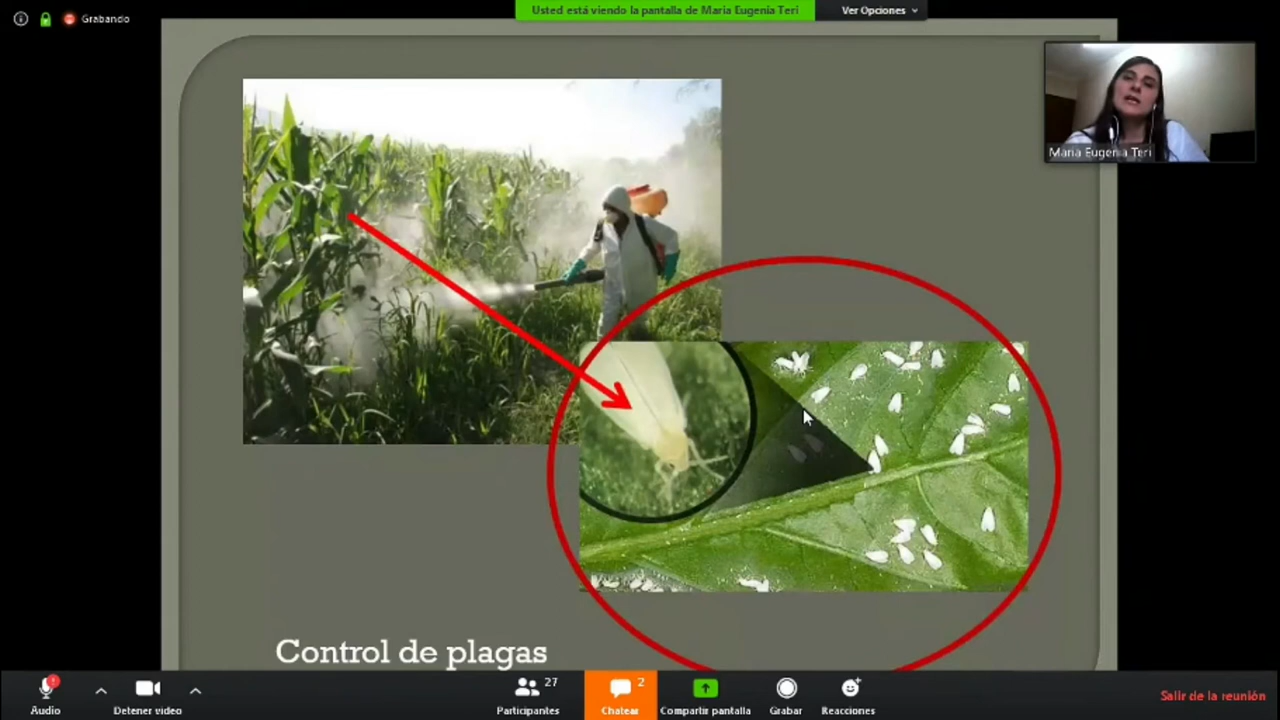 Grabando
Usted está viendo la pantalla de Maria Eugenia Teri
Ver Opciones
Maria Eugenia Teri
Control de plagas
27
2
Audio
Detener video
Participantes
Chatear
Compartir pantalla
Grabar
Reacciones
Salir de la reunión